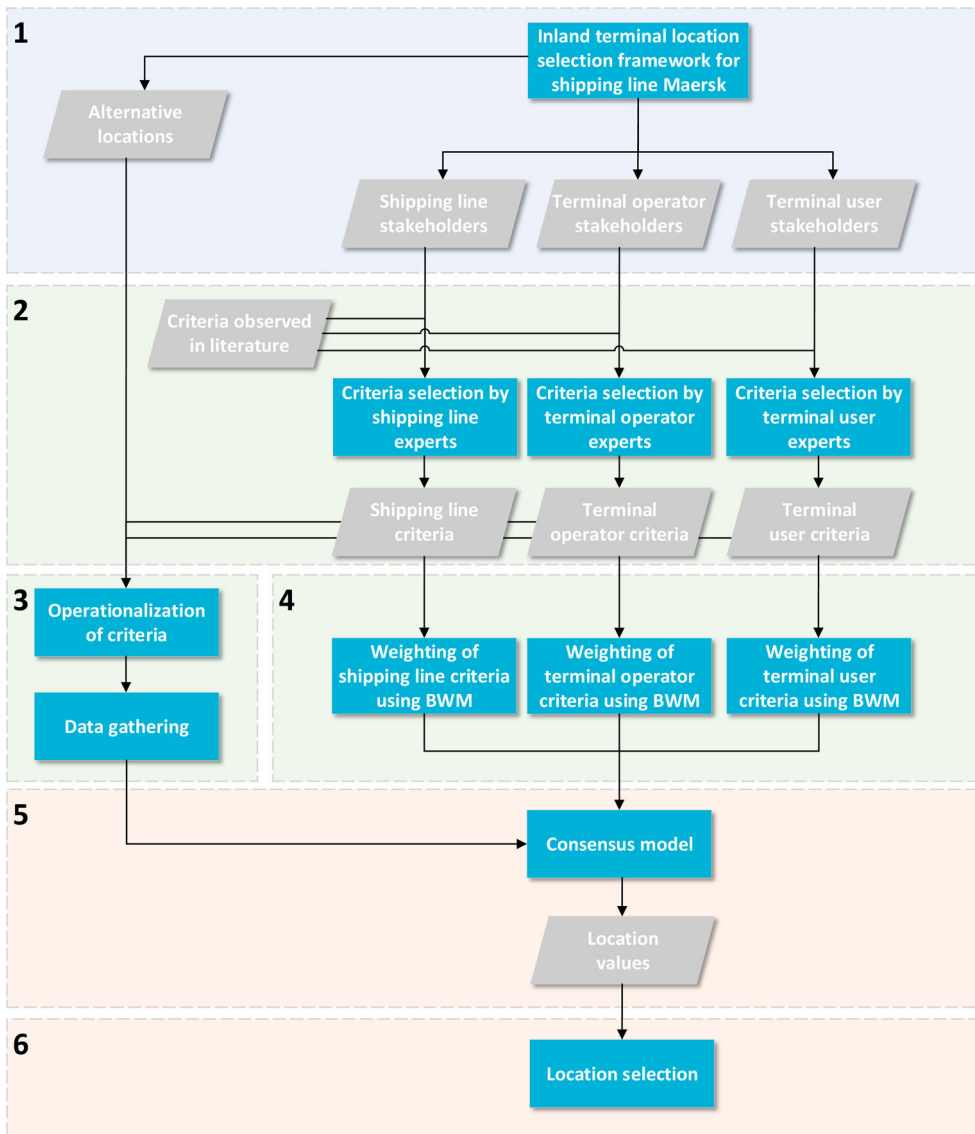 1
Inland terminal location
selection framework for
shipping line Maersk
Alternative
locations
Shipping line
stakeholders
Terminal operator
stakeholders
Terminal user
stakeholders
2
Criteria observed
in literature
Criteria selection by
shipping line
experts
Criteria selection by
terminal operator
experts
Criteria selection by
terminal user
experts
Shipping line
criteria
Terminal
operator criteria
Terminal
user criteria
3
Operationalization
of criteria
Data gathering
4
Weighting of
shipping line criteria
using BWM
Weighting of
terminal operator
criteria using BWM
Weighting of
terminal user
criteria using BWM
5
Consensus model
Location
values
6
Location selection